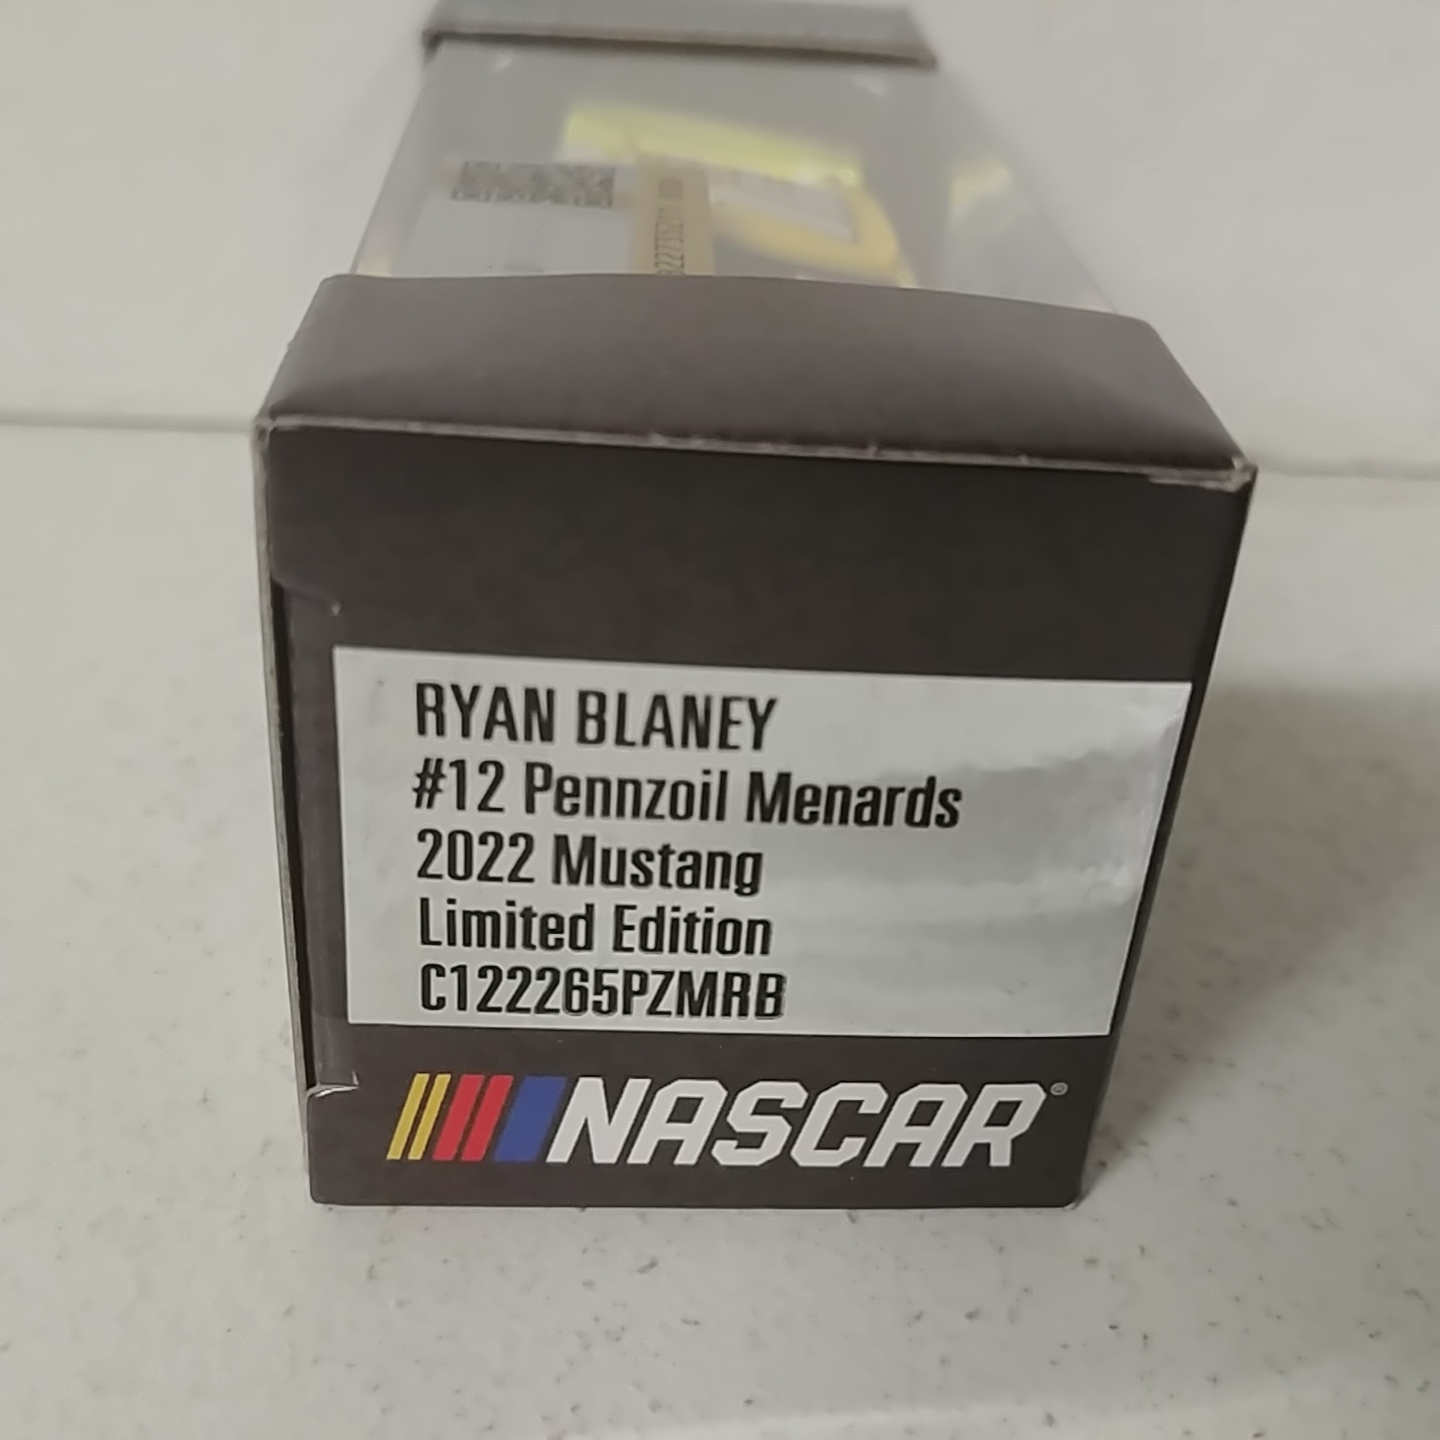 RYAN BLANEY
#12 Pennzoil Menards
2022 Mustang
Limited Edition
C122265PZMRB
NASCAR®